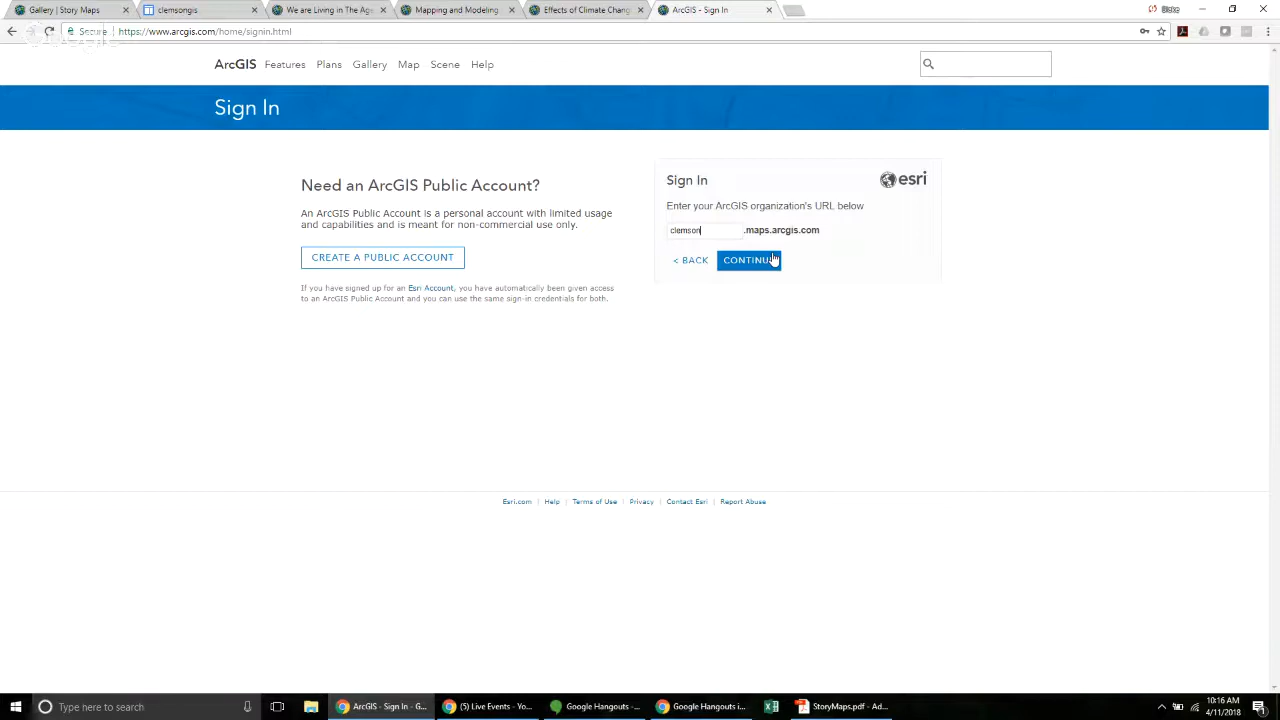 Gallery | Story Maps
clemsongis
We are Living in The Age
Mapping and Modeling
Effects of Climate Chang
ArcGIS - Sign In
Blake
Secure
https://www.arcgis.com/home/signin.html
ArcGIS
Features
Plans
Gallery
Map
Scene
Help
Sign In
Need an ArcGIS Public Account?
An ArcGIS Public Account is a personal account with limited usage
and capabilities and is meant for non-commercial use only.
CREATE A PUBLIC ACCOUNT
If you have signed up for an Esri Account, you have automatically been given access
to an ArcGIS Public Account and you can use the same sign-in credentials for both.
Sign In
esri
Enter your ArcGIS organization's URL below
clemson
.maps.arcgis.com
< BACK
CONTINU
Esri.com | Help | Terms of Use | Privacy | Contact Esri | Report Abuse
Type here to search
ArcGIS - Sign In - G...
(5) Live Events - Yo...
Google Hangouts -...
Google Hangouts i...
StoryMaps.pdf - Ad...
10:16 AM
4/11/2018